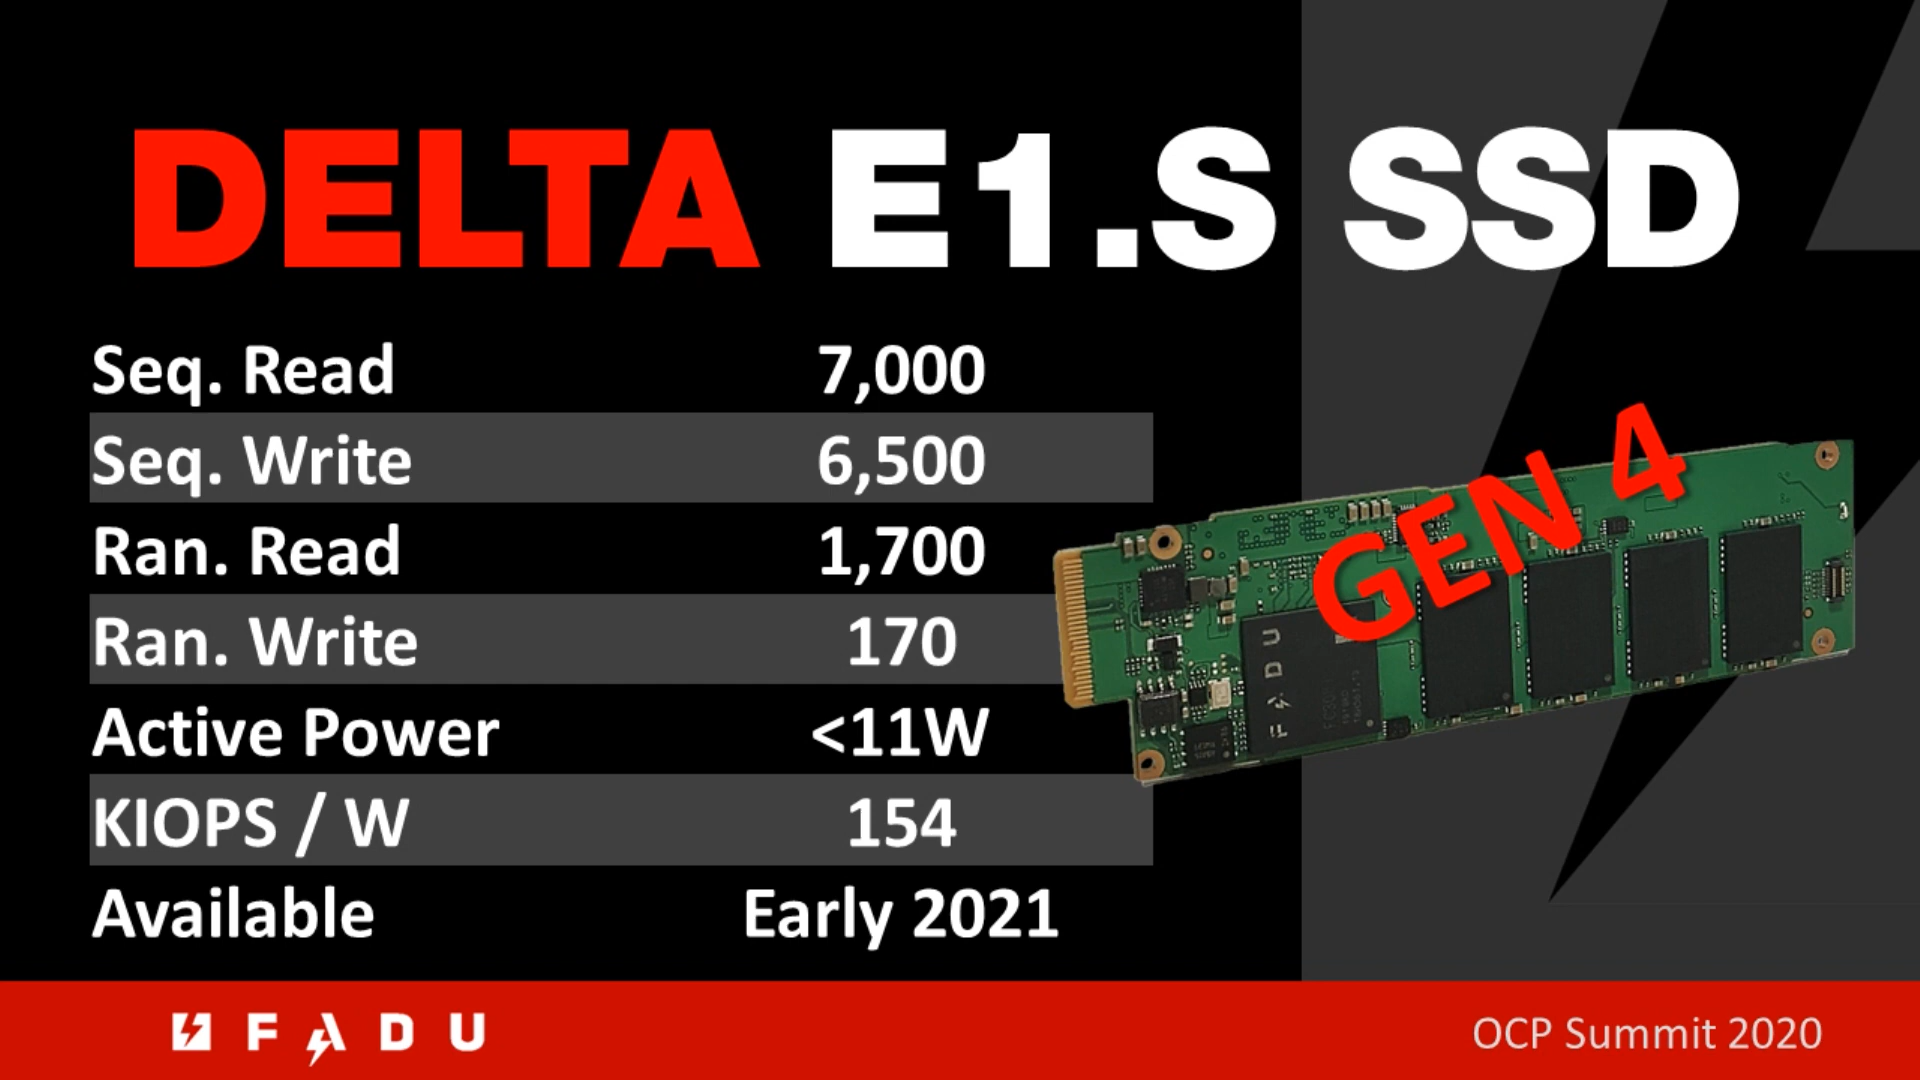 DELTA E1.S SSD
Seq. Read 7,000
Seq. Write 6,500
Ran. Read 1,700
Ran. Write 170
Active Power <11W
KIOPS / W 154
Available Early 2021
GEN 4
FADU
FADU
OCP Summit 2020